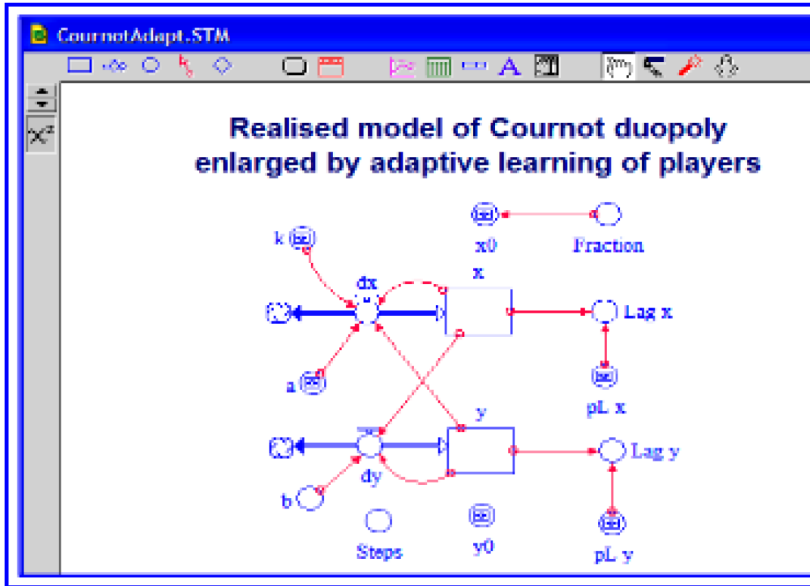 CournotAdapt.STM
A
x²
Realised model of Cournot duopoly
enlarged by adaptive learning of players
k
x0
Fraction
dx
x
Lag x
a
pL x
y
Lag y
dy
b
Steps
y0
pL y